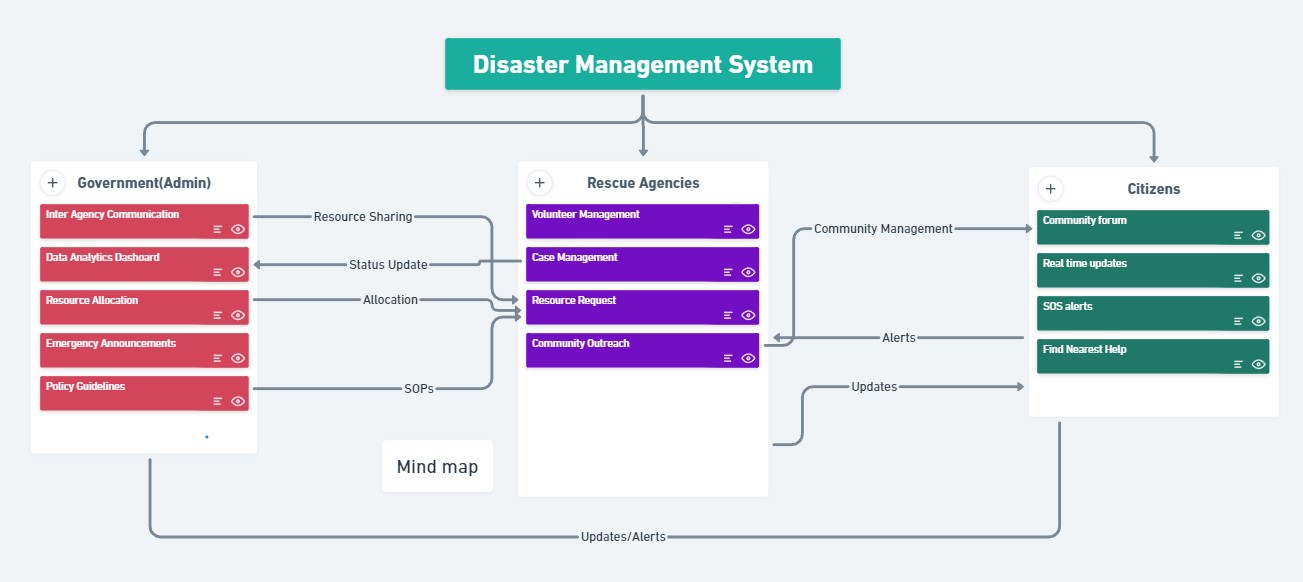 Disaster Management System
Government(Admin)
Inter Agency Communication
Data Analytics Dashoard
Resource Allocation
Emergency Announcements
Policy Guidelines
Resource Sharing
Status Update
Allocation
SOPs
Mind map
Rescue Agencies
Volunteer Management
Case Management
Resource Request
Community Outreach
Community Management
Alerts
Updates
Citizens
Community forum
Real time updates
SOS alerts
Find Nearest Help
Updates/Alerts